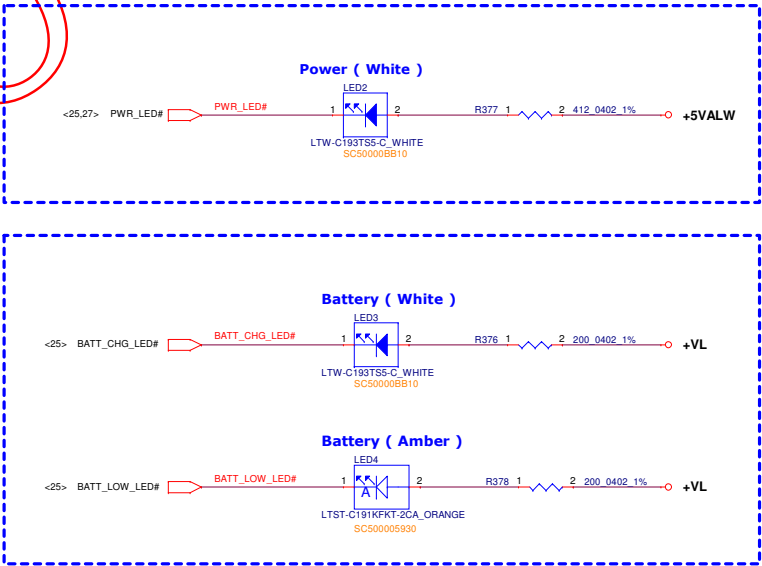 Power ( White )
LED2
<25,27> PWR_LED# PWR_LED# 1 2 R377 1 2 412_0402_1% +5VALW
LTW-C193TS5-C_WHITE
SC50000BB10
Battery ( White )
LED3
<25> BATT_CHG_LED# BATT_CHG_LED# 1 2 R376 1 2 200_0402_1% +VL
LTW-C193TS5-C_WHITE
SC50000BB10
Battery ( Amber )
LED4
<25> BATT_LOW_LED# BATT_LOW_LED# 1 2 R378 1 2 200_0402_1% +VL
A
LTST-C191KFKT-2CA_ORANGE
SC500005930